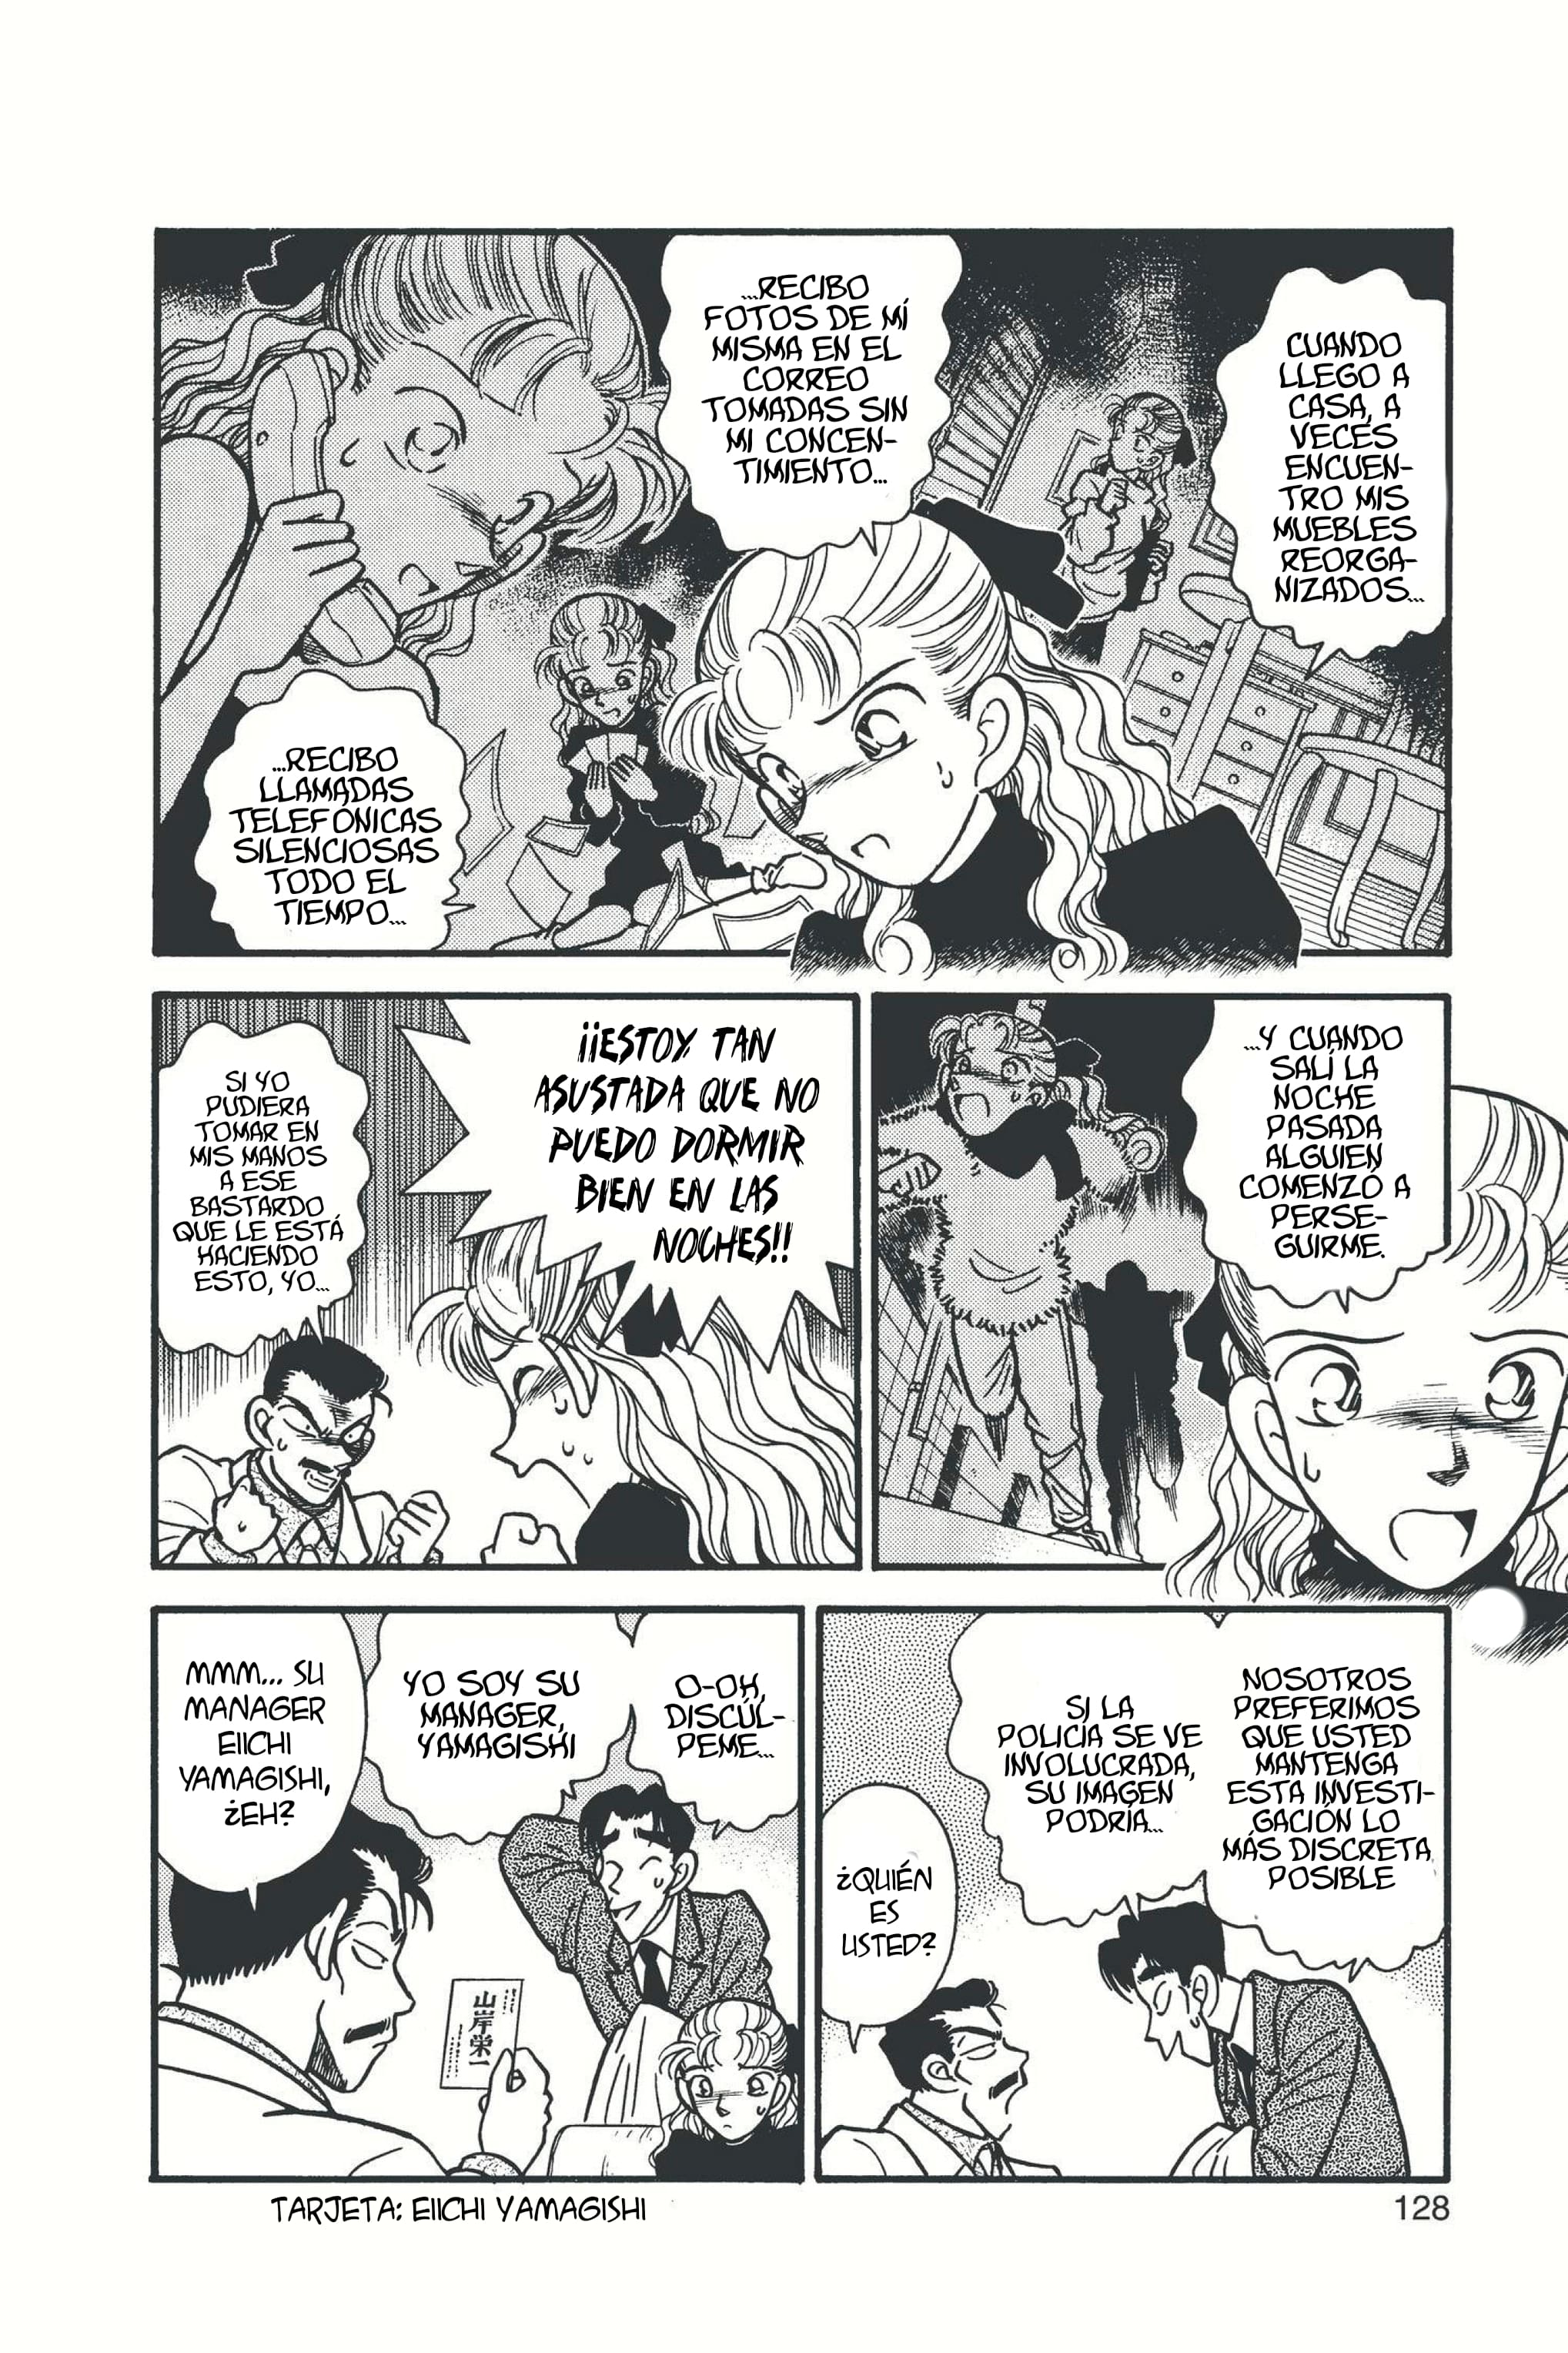 CUANDO
LLEGO A
CASA, A
VECES
ENCUEN-
TRO MIS
MUEBLES
REORGA-
NIZADOS...
...RECIBO
FOTOS DE MÍ
MISMA EN EL
CORREO
TOMADAS SIN
MI CONCEN-
TIMIENTO...
...RECIBO
LLAMADAS
TELEFÓNICAS
SILENCIOSAS
TODO EL
TIEMPO...
...Y CUANDO
SALÍ LA
NOCHE
PASADA
ALGUIEN
COMENZÓ A
PERSE-
GUIRME.
¡¡ESTOY TAN
ASUSTADA QUE NO
PUEDO DORMIR
BIEN EN LAS
NOCHES!!
SI YO
PUDIERA
TOMAR EN
MIS MANOS
A ESE
BASTARDO
QUE LE ESTÁ
HACIENDO
ESTO, YO...
NOSOTROS
PREFERIMOS
QUE USTED
MANTENGA
ESTA INVESTI-
GACIÓN LO
MÁS DISCRETA
POSIBLE
SI LA
POLICÍA SE VE
INVOLUCRADA,
SU IMAGEN
PODRÍA...
¿QUIÉN
ES
USTED?
O-OH,
DISCÚL-
PEME...
YO SOY SU
MANAGER,
YAMAGISHI
MMM... SU
MANAGER
EIICHI
YAMAGISHI,
¿EH?
山岸栄一
TARJETA: EIICHI YAMAGISHI
128